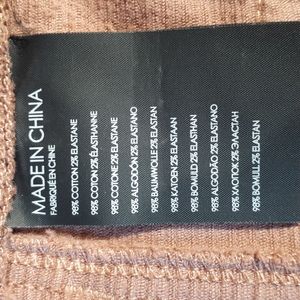 MADE IN CHINA
FABRIQUÉ EN CHINE
98% COTTON 2% ELASTANE
98% COTON 2% ÉLASTHANNE
98% COTONE 2% ELASTANE
98% ALGODÓN 2% ELASTANO
98% BAUMWOLLE 2% ELASTAN
98% KATOEN 2% ELASTAAN
98% BOMULL 2% ELASTHAN
98% ALGODÃO 2% ELASTANO
98% ХЛОПОК 2% ЭЛАСТАН
98% BOMULL 2% ELASTAN